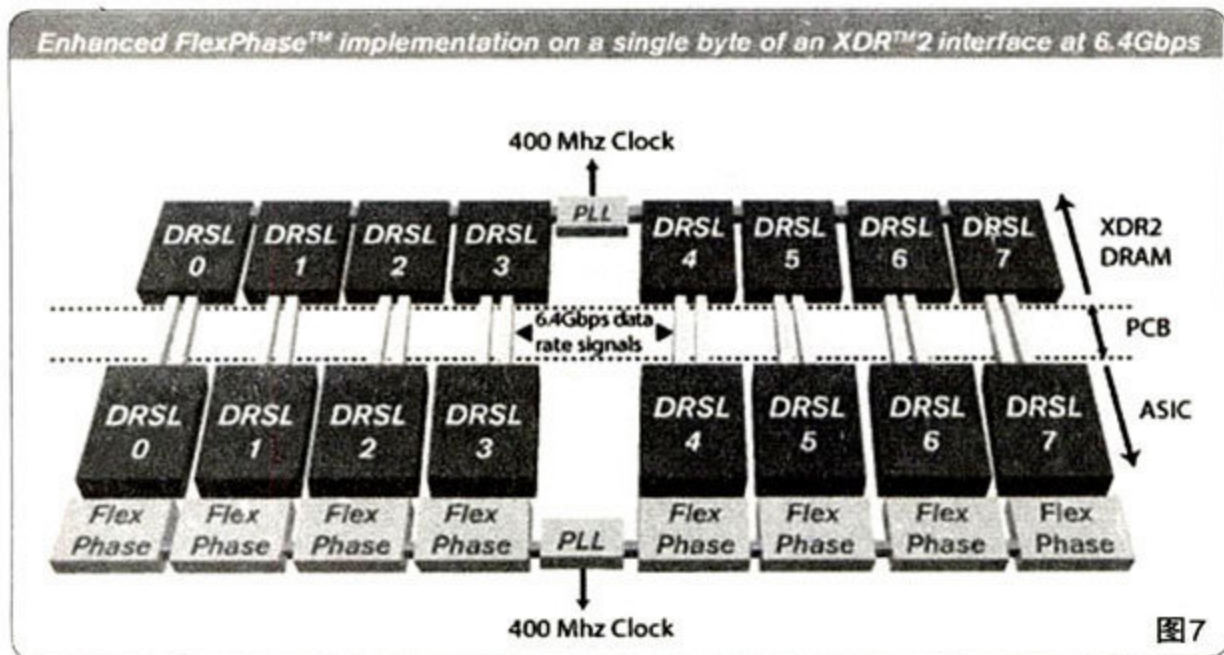 Enhanced FlexPhase™ implementation on a single byte of an XDR™2 interface at 6.4Gbps
400 Mhz Clock
PLL
DRSL
0
DRSL
1
DRSL
2
DRSL
3
DRSL
4
DRSL
5
DRSL
6
DRSL
7
XDR2
DRAM
6.4Gbps data
rate signals
PCB
DRSL
0
DRSL
1
DRSL
2
DRSL
3
DRSL
4
DRSL
5
DRSL
6
DRSL
7
ASIC
Flex
Phase
Flex
Phase
Flex
Phase
Flex
Phase
PLL
Flex
Phase
Flex
Phase
Flex
Phase
Flex
Phase
400 Mhz Clock
图7